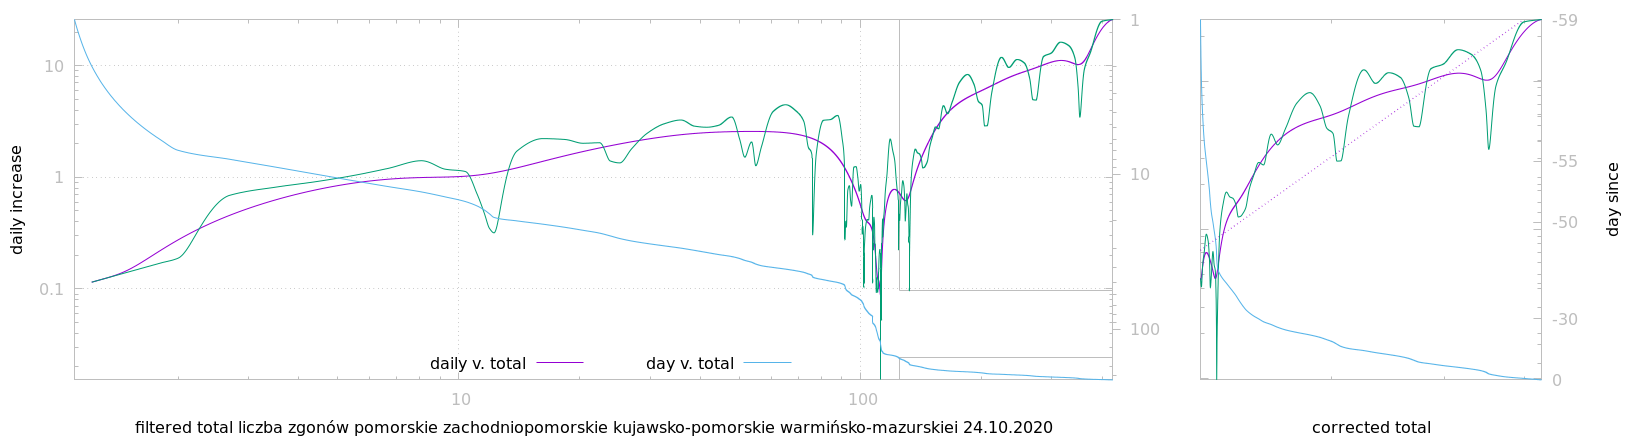 daily increase
10
1
0.1
10
100
1
10
100
daily v. total
day v. total
filtered total liczba zgonów pomorskie zachodniopomorskie kujawsko-pomorskie warmińsko-mazurskiei 24.10.2020
-59
-55
-50
-30
0
day since
corrected total